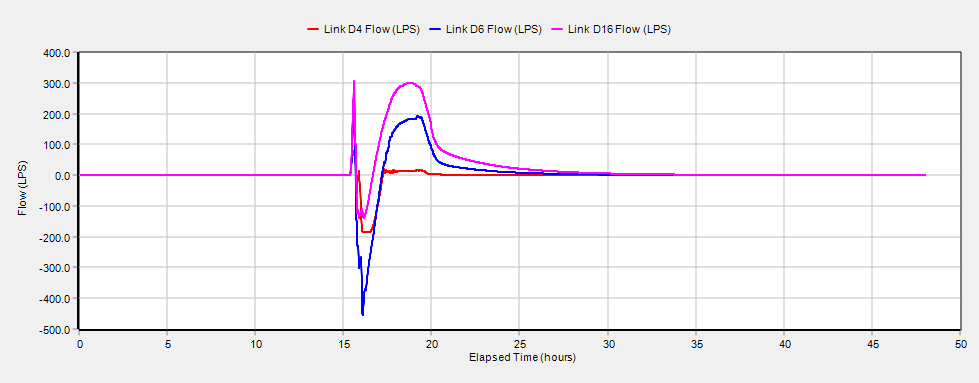 Link D4 Flow (LPS) Link D6 Flow (LPS) Link D16 Flow (LPS)
400.0
300.0
200.0
100.0
0.0
-100.0
-200.0
-300.0
-400.0
-500.0
Flow (LPS)
0 5 10 15 20 25 30 35 40 45 50
Elapsed Time (hours)